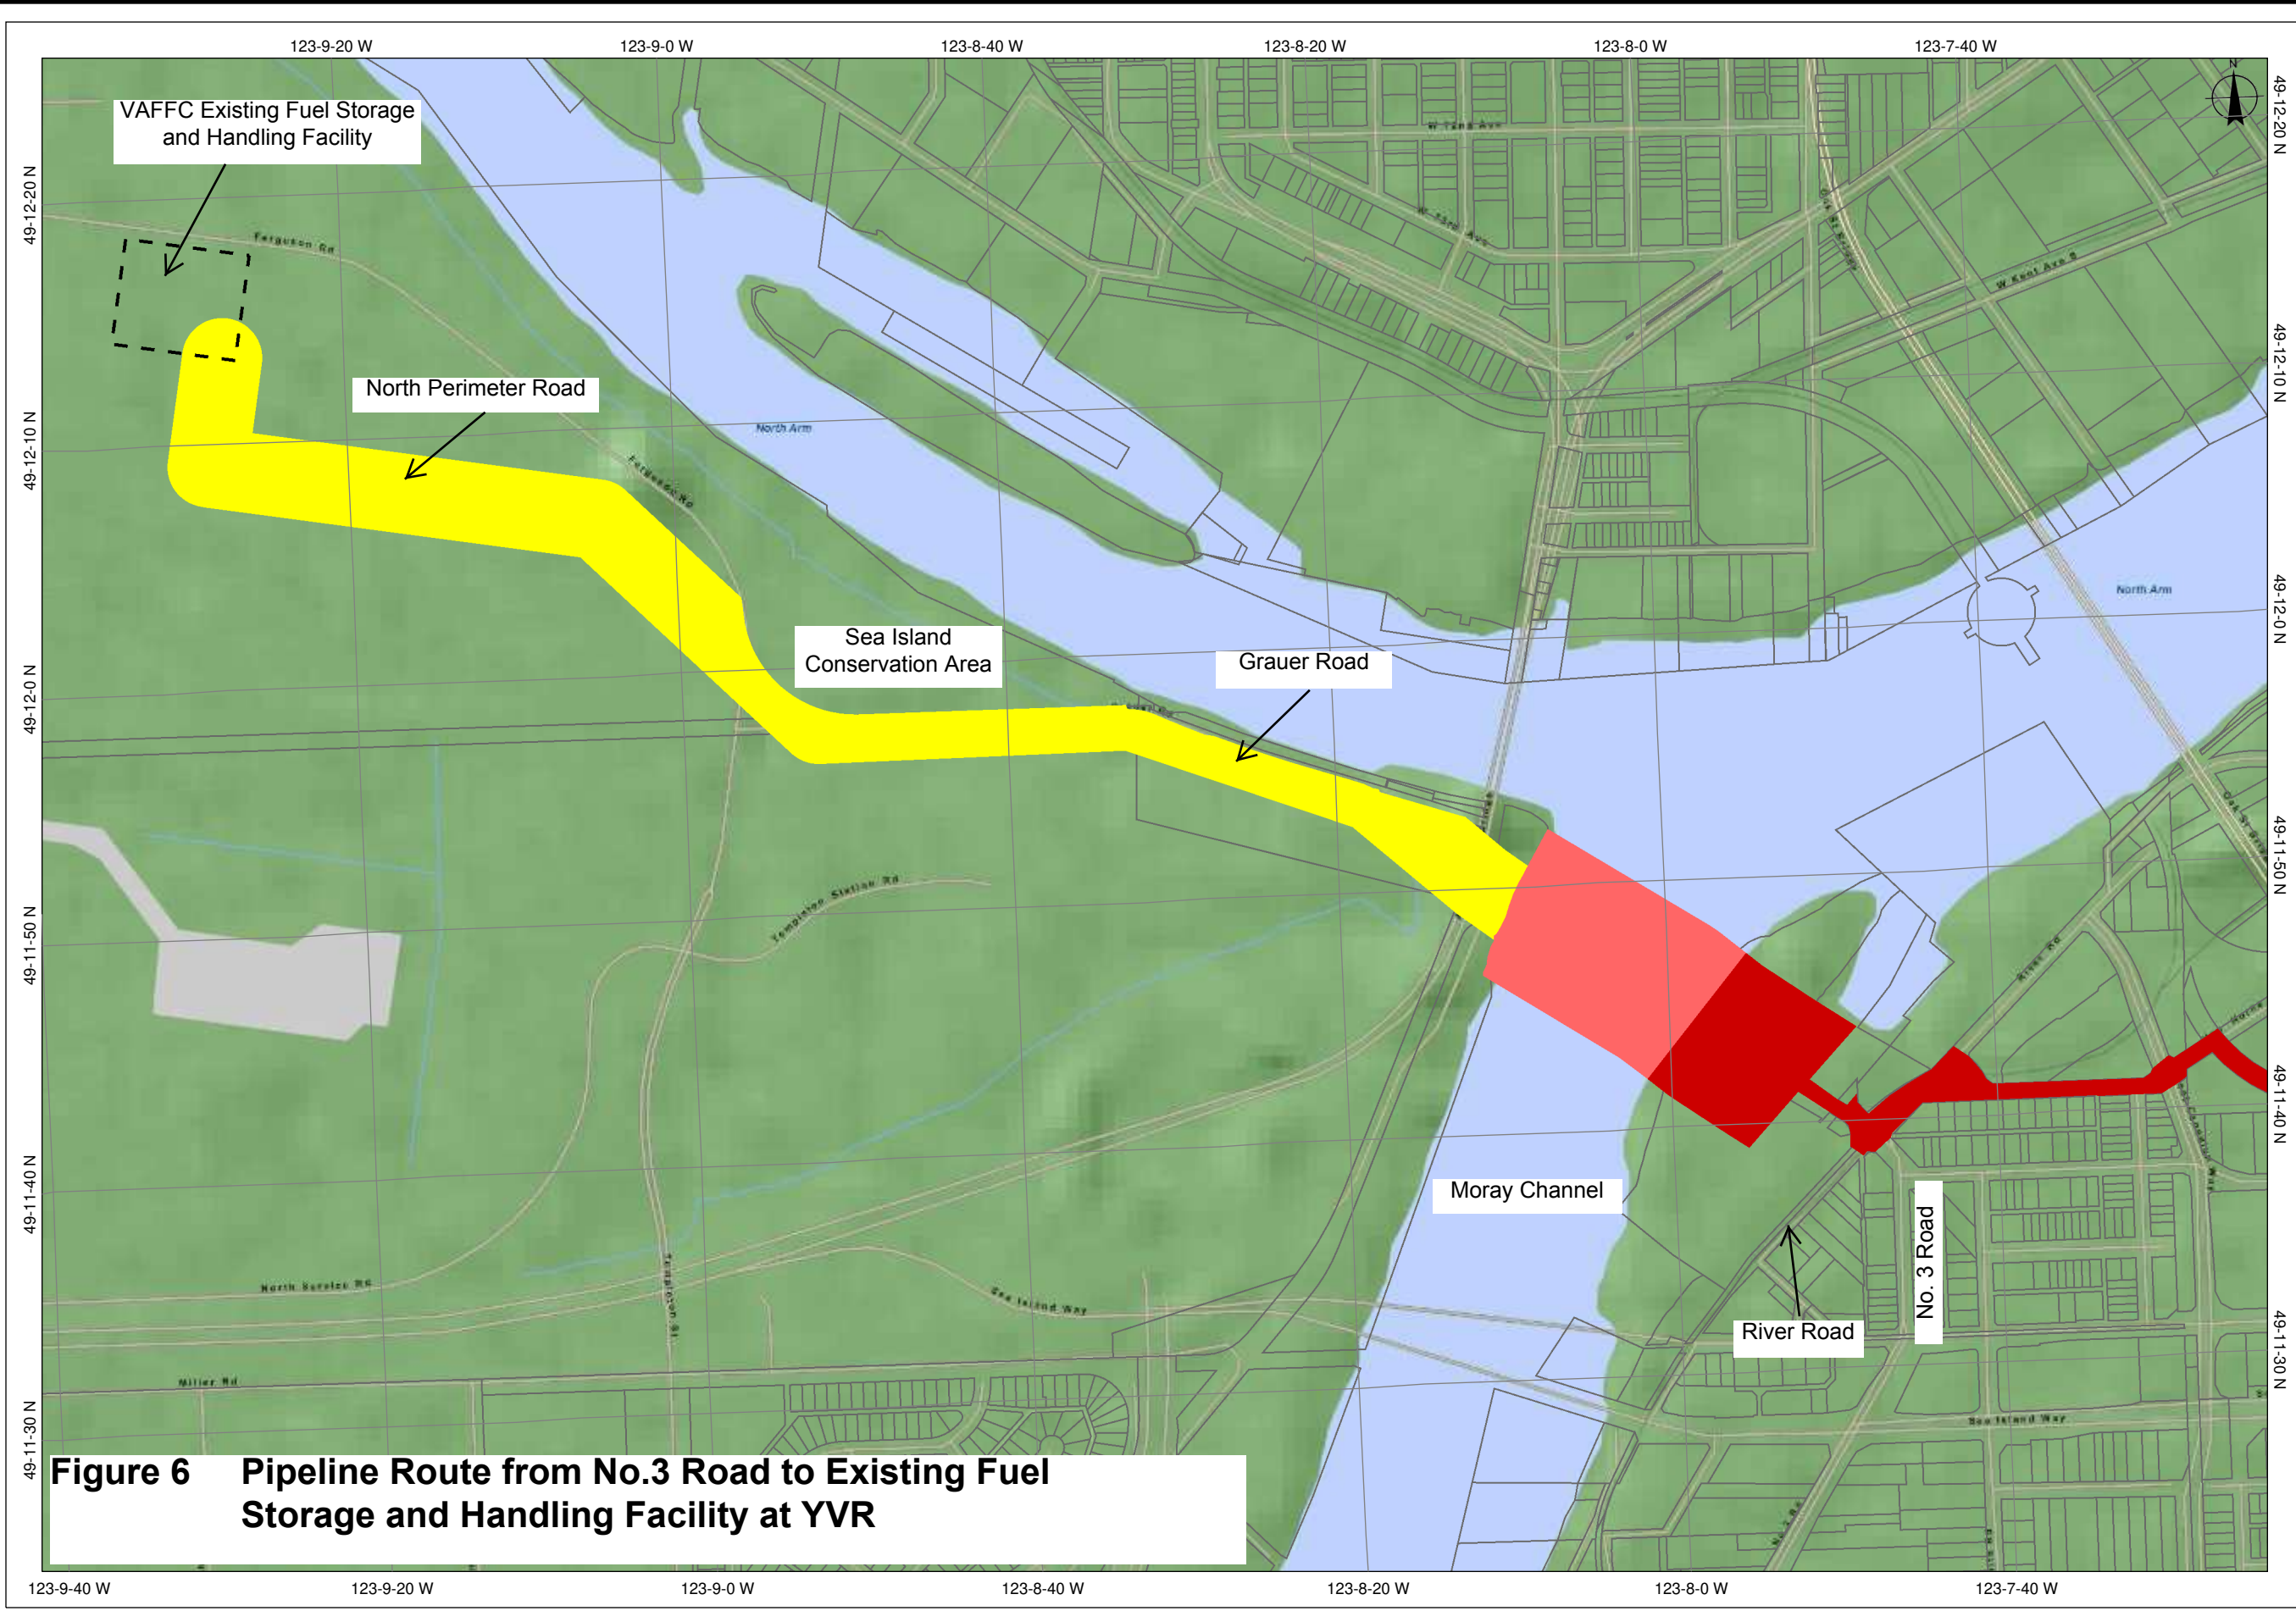 123-9-20 W
123-9-0 W
123-8-40 W
123-8-20 W
123-8-0 W
123-7-40 W
N
VAFFC Existing Fuel Storage
and Handling Facility
49-12-20 N
49-12-20 N
W 73rd Ave
Ferguson Rd
W Kent Ave S
North Perimeter Road
49-12-10 N
49-12-10 N
North Arm
Ferguson Rd
North Arm
49-12-0 N
49-12-0 N
Sea Island
Conservation Area
Grauer Road
Oak St Bridge
Templeton Station Rd
49-11-50 N
49-11-50 N
River Rd
49-11-40 N
49-11-40 N
Moray Channel
No. 3 Road
River Road
North Service Rd
Templeton St
Sea Island Way
Miller Rd
Sea Island Way
49-11-30 N
49-11-30 N
No 3 Rd
Figure 6 Pipeline Route from No.3 Road to Existing Fuel
Storage and Handling Facility at YVR
123-9-40 W
123-9-20 W
123-9-0 W
123-8-40 W
123-8-20 W
123-8-0 W
123-7-40 W